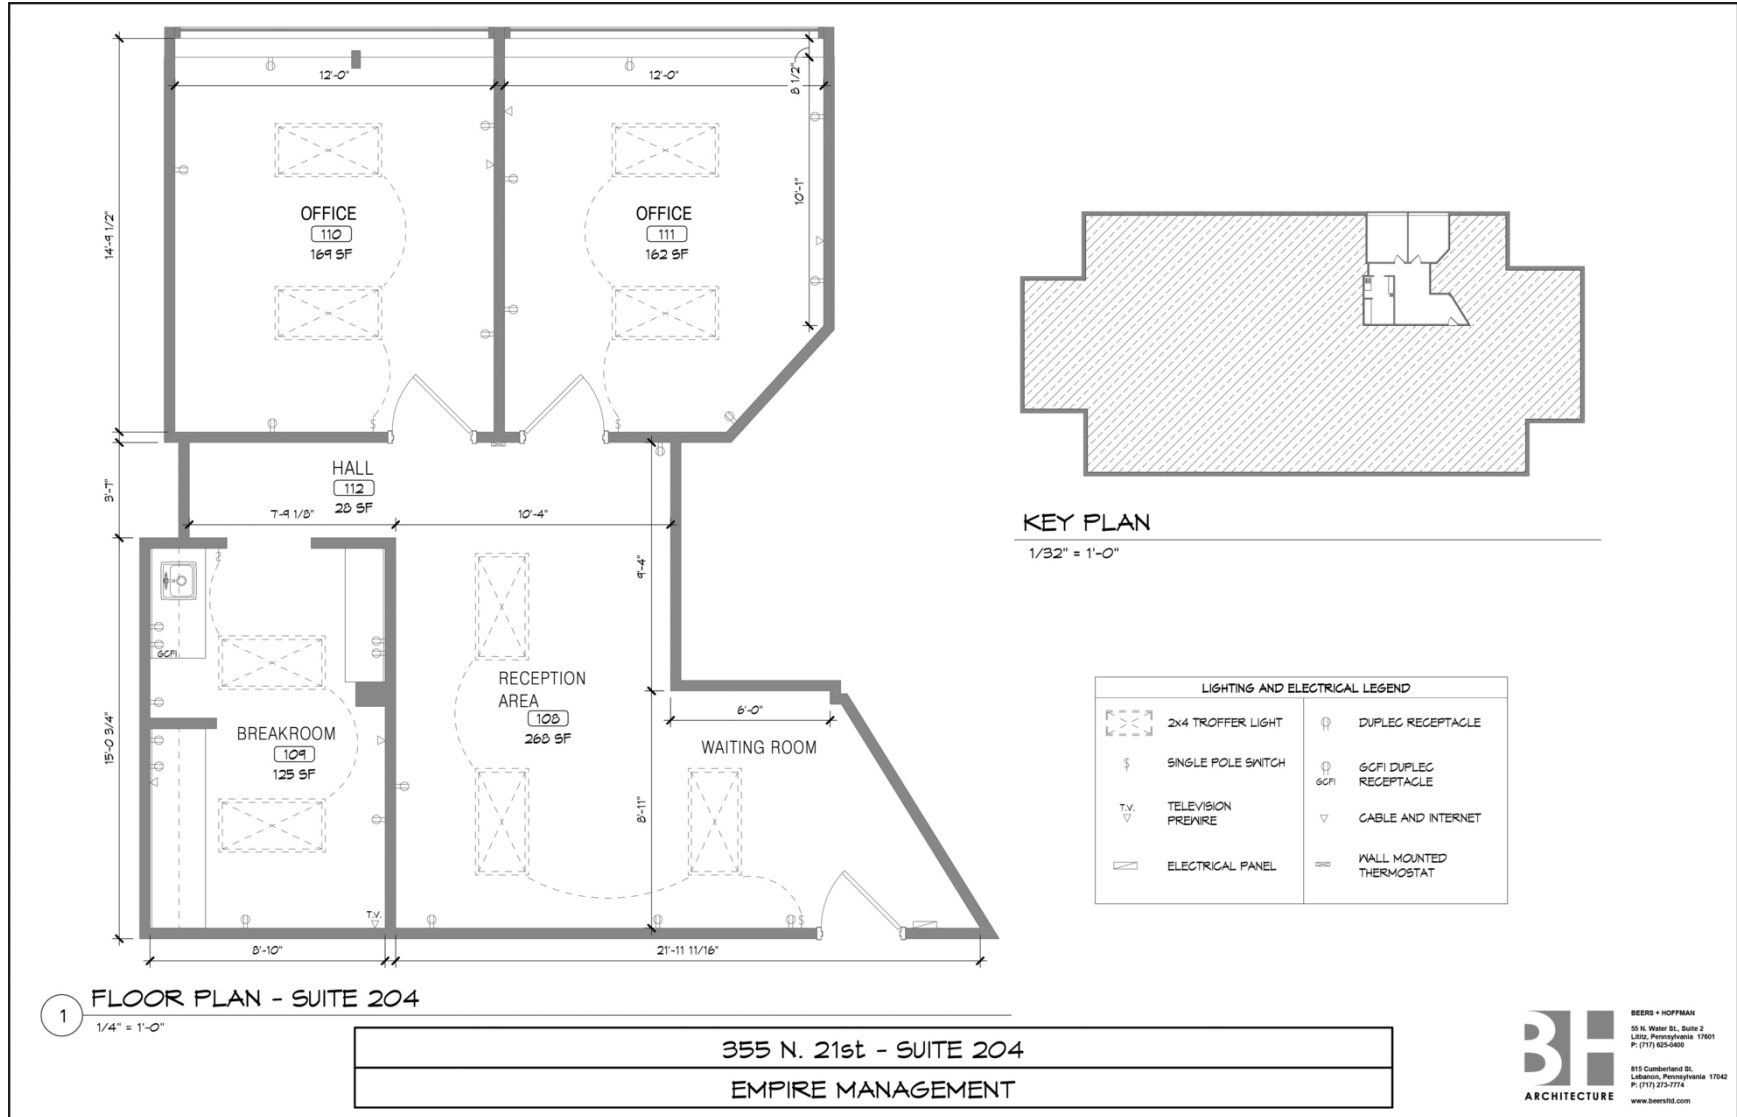 12'-0"
12'-0"
8 1/2"
14'-9 1/2"
10'-1"
OFFICE
110
169 SF
OFFICE
111
162 SF
$
$
3'-7"
HALL
112
28 SF
7'-9 1/8"
10'-4"
9'-4"
$
GCFI
RECEPTION
AREA
108
268 SF
BREAKROOM
109
125 SF
6'-0"
WAITING ROOM
15'-0 3/4"
8'-11"
T.V.
$
8'-10"
21'-11 11/16"
1
FLOOR PLAN - SUITE 204
1/4" = 1'-0"
KEY PLAN
1/32" = 1'-0"
LIGHTING AND ELECTRICAL LEGEND
2x4 TROFFER LIGHT
$
SINGLE POLE SWITCH
T.V.
TELEVISION
PREWIRE
ELECTRICAL PANEL
DUPLEC RECEPTACLE
GCFI
GCFI DUPLEC
RECEPTACLE
CABLE AND INTERNET
WALL MOUNTED
THERMOSTAT
355 N. 21st - SUITE 204
EMPIRE MANAGEMENT
BH
ARCHITECTURE
BEERS + HOFFMAN
55 N. Water St., Suite 2
Lititz, Pennsylvania 17601
P: (717) 625-0400
815 Cumberland St.
Lebanon, Pennsylvania 17042
P: (717) 273-7774
www.beersltd.com